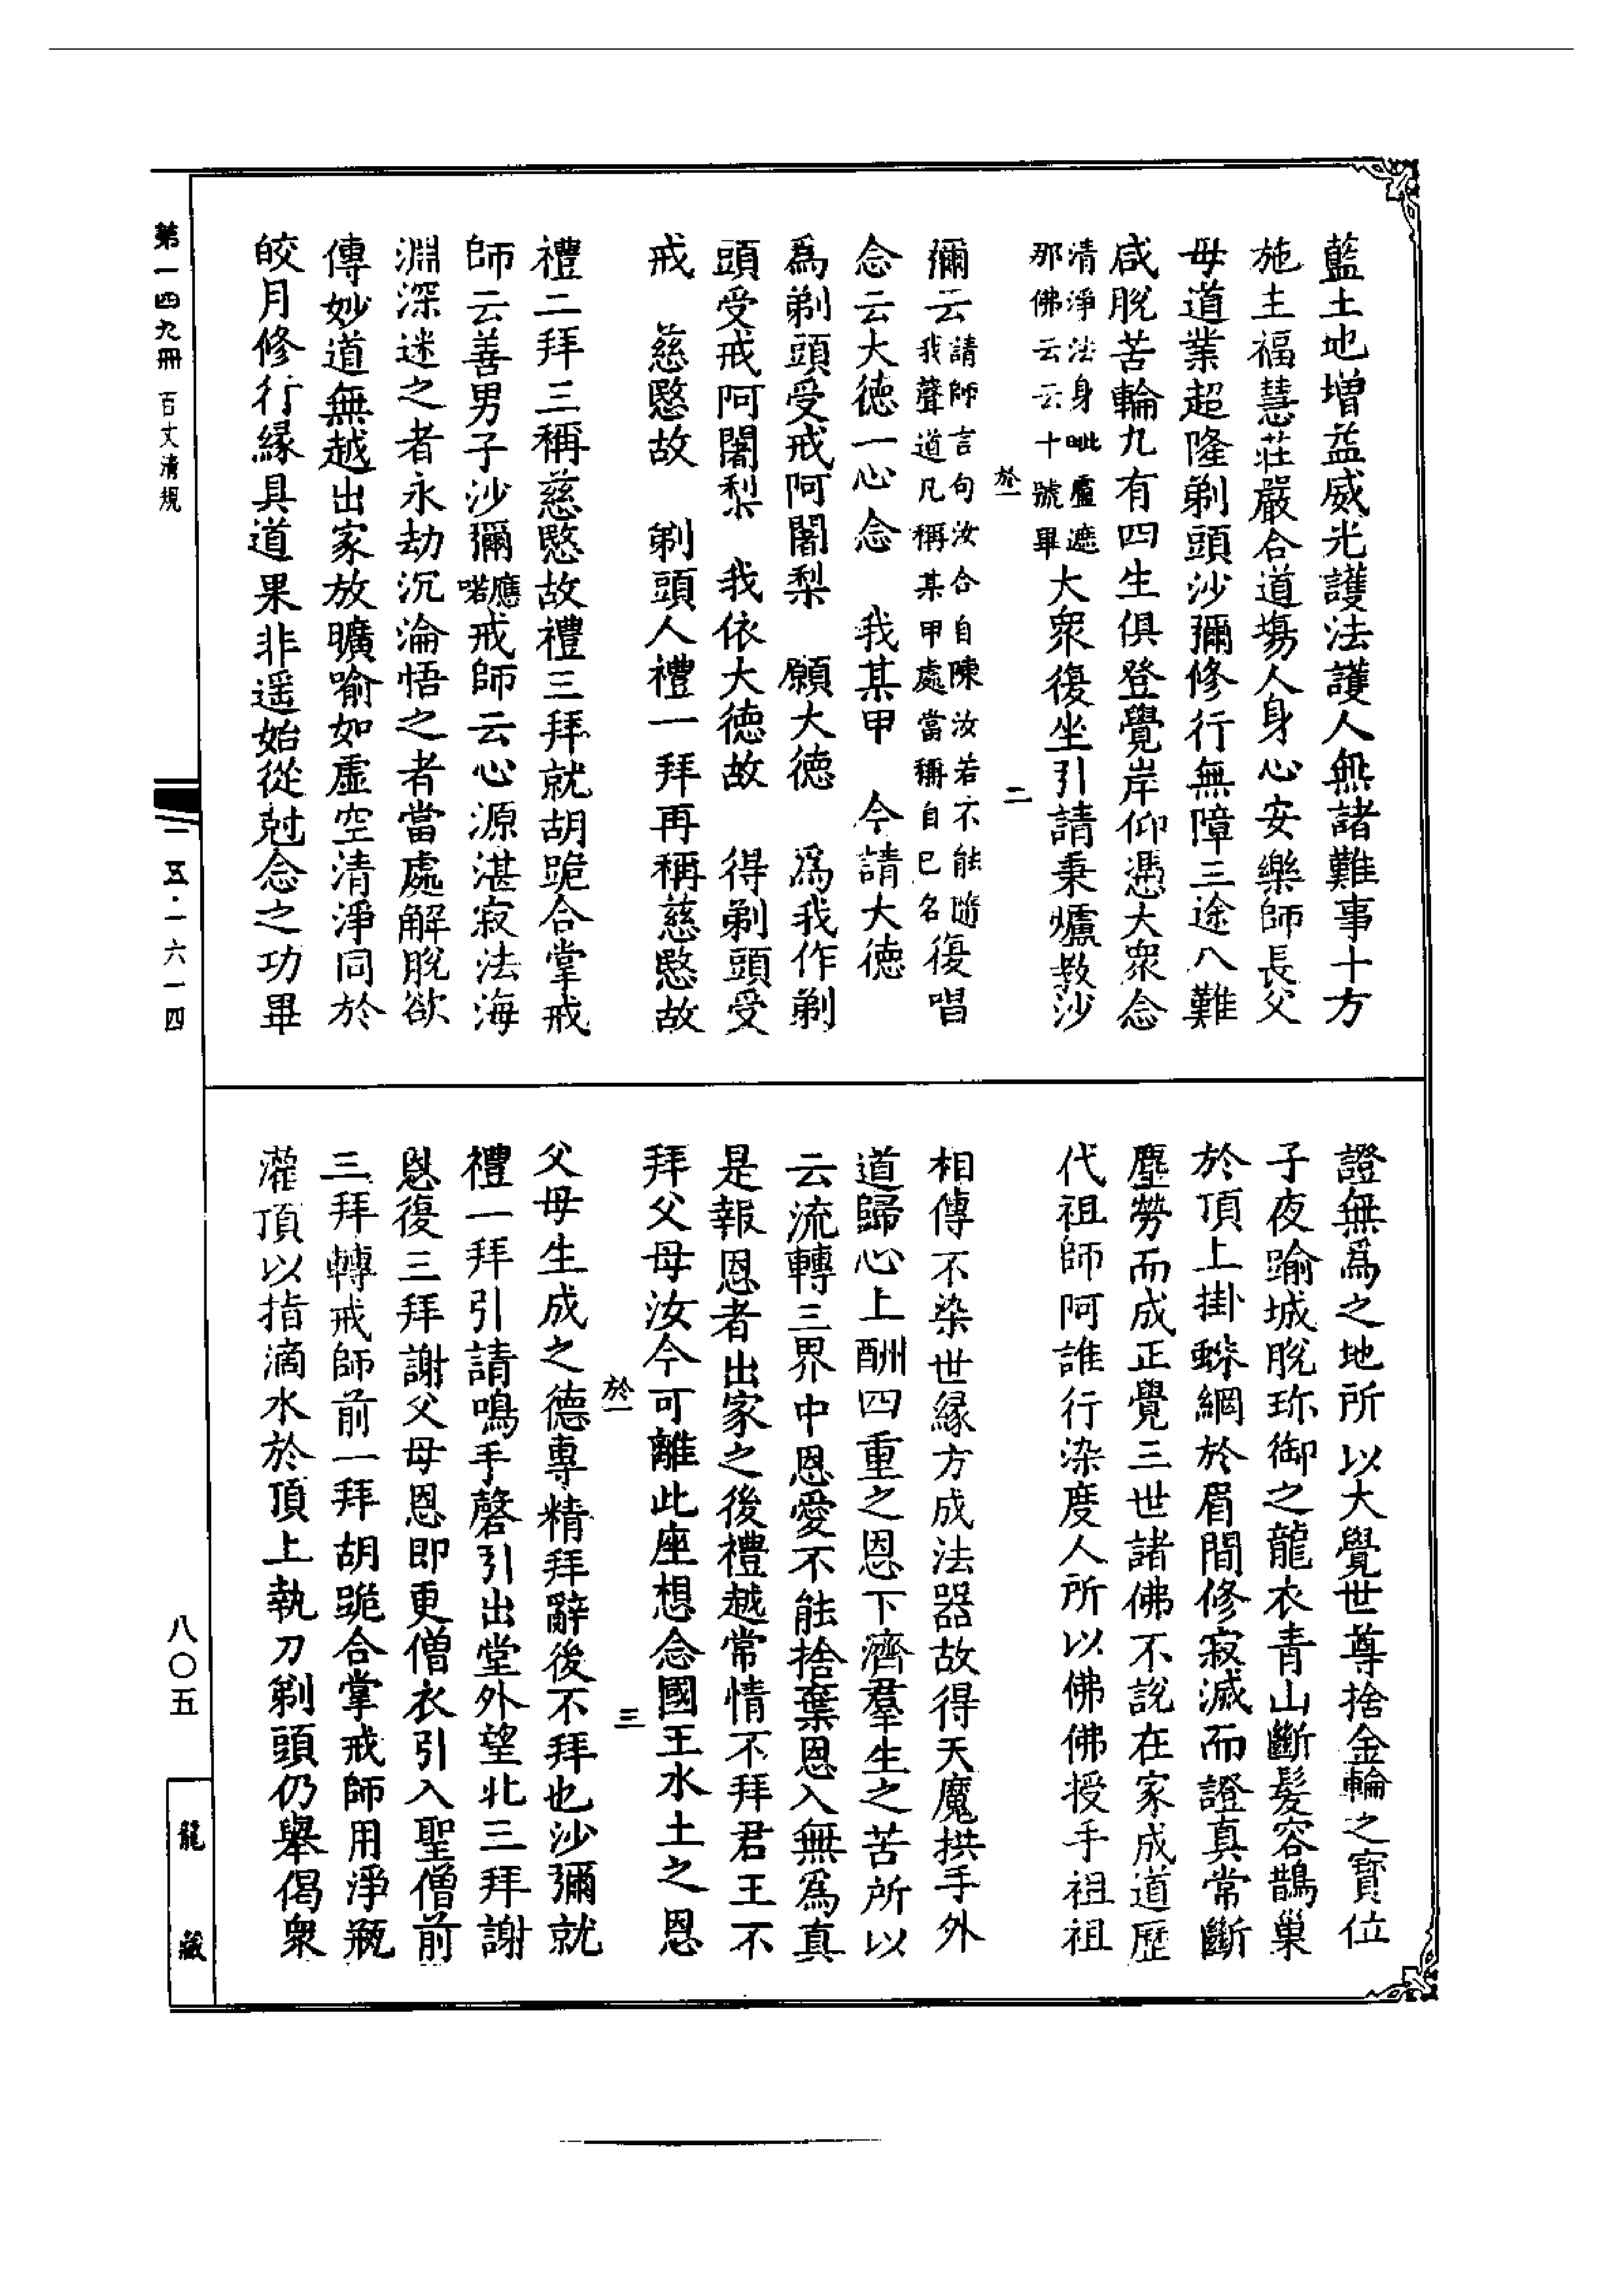 藍土地增益威光護法護人無諸難事十方
施主福慧莊嚴合道場人身心安樂師長父
母道業超隆剃頭沙彌修行無障三途八難
咸脫苦輪九有四生俱登覺岸仰憑大衆念
清淨法身毗盧遮
那佛云云十號畢
大衆復坐引請秉爐教沙
於一
二
彌云
請師言句汝合自陳汝若不能隨
我聲道凡稱某甲處當稱自己名
復唱
念云大德一心念　我某甲　今請大德
爲剃頭受戒阿闍梨　願大德　爲我作剃
頭受戒阿闍梨　我依大德故　得剃頭受
戒　慈愍故　剃頭人禮一拜再稱慈愍故
禮二拜三稱慈愍故禮三拜就胡跪合掌戒
師云善男子沙彌
應
喏
戒師云心源湛寂法海
淵深迷之者永劫沉淪悟之者當處解脫欲
傳妙道無越出家放曠喻如虛空清淨同於
皎月修行緣具道果非遥始從尅念之功畢
證無爲之地所以大覺世尊捨金輪之寶位
子夜踰城脫珎御之龍衣青山斷髮容鵲巢
於頂上掛蛛網於眉間修寂滅而證真常斷
塵勞而成正覺三世諸佛不說在家成道歷
代祖師阿誰行染度人所以佛佛授手祖祖
相傳不染世緣方成法器故得天魔拱手外
道歸心上酬四重之恩下濟羣生之苦所以
云流轉三界中恩愛不能捨棄恩入無爲真
是報恩者出家之後禮越常情不拜君王不
拜父母汝今可離此座想念國王水土之恩
於一
三
父母生成之德專精拜辭後不拜也沙彌就
禮一拜引請鳴手磬引出堂外望北三拜謝
恩復三拜謝父母恩即更僧衣引入聖僧前
三拜轉戒師前一拜胡跪合掌戒師用淨瓶
灌頂以指滴水於頂上執刀剃頭仍舉偈衆
第一四九冊　百丈清規
一五·一六一四
八〇五
龍藏